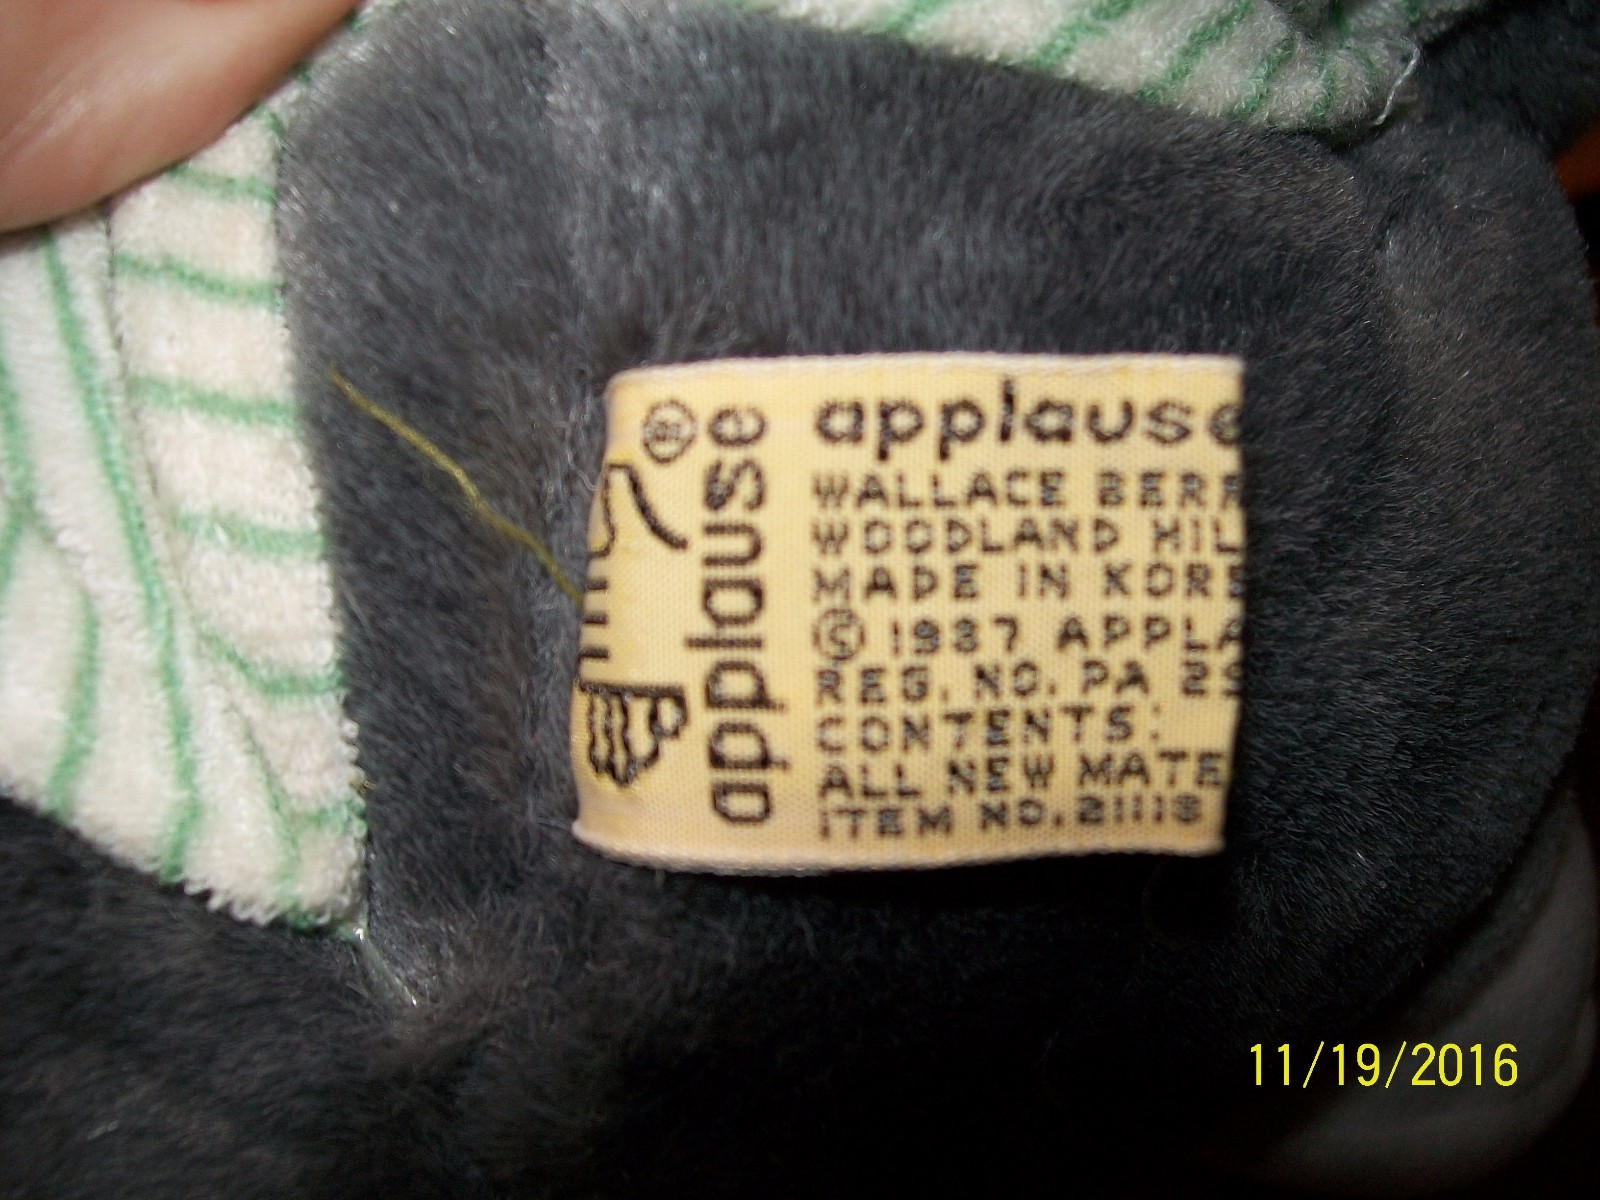 ®
applause
applause
WALLACE BERR
WOODLAND HIL
MADE IN KORE
© 1987 APPLA
REG. NO. PA 29
CONTENTS:
ALL NEW MATE
ITEM NO. 21118
11/19/2016